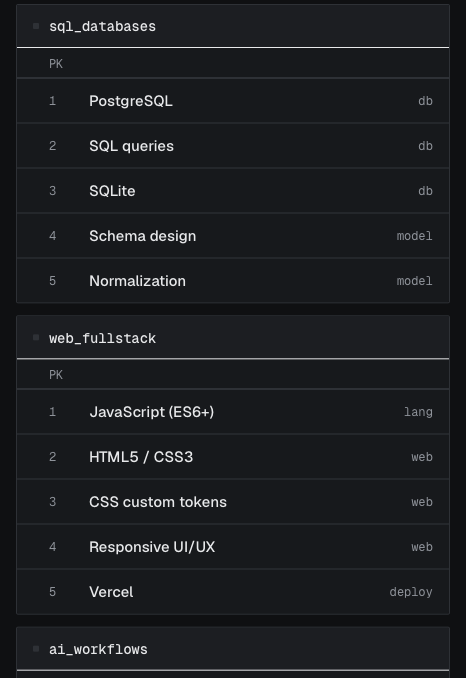 sql_databases
PK
1 PostgreSQL db
2 SQL queries db
3 SQLite db
4 Schema design model
5 Normalization model
web_fullstack
PK
1 JavaScript (ES6+) lang
2 HTML5 / CSS3 web
3 CSS custom tokens web
4 Responsive UI/UX web
5 Vercel deploy
ai_workflows